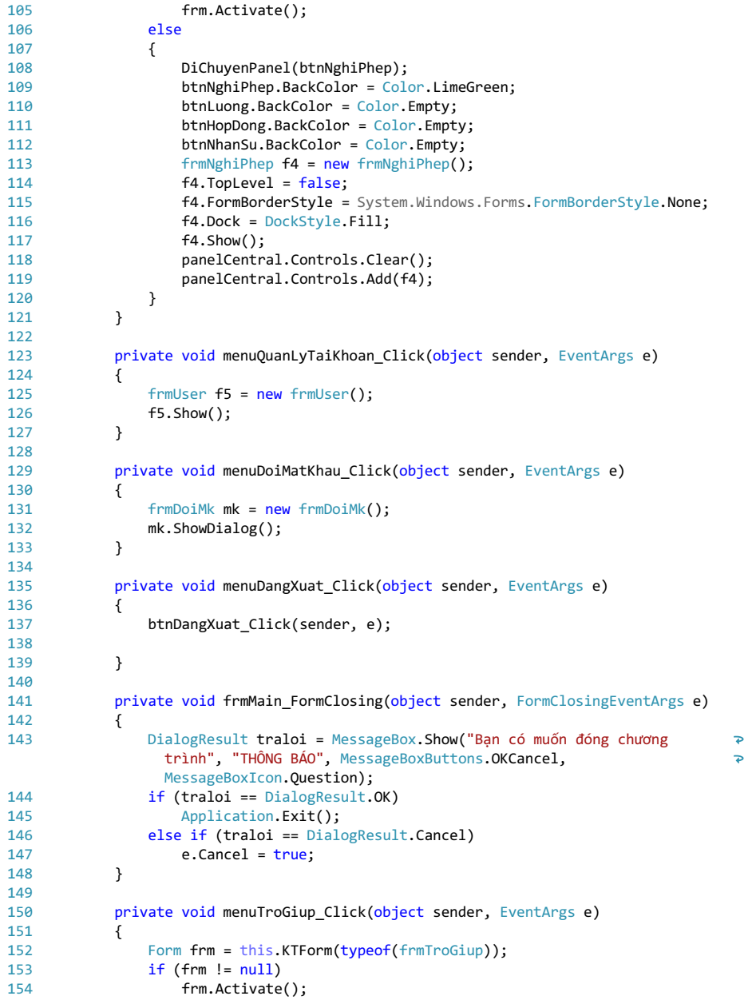 105                 frm.Activate();
106             else
107             {
108                 DiChuyenPanel(btnNghiPhep);
109                 btnNghiPhep.BackColor = Color.LimeGreen;
110                 btnLuong.BackColor = Color.Empty;
111                 btnHopDong.BackColor = Color.Empty;
112                 btnNhanSu.BackColor = Color.Empty;
113                 frmNghiPhep f4 = new frmNghiPhep();
114                 f4.TopLevel = false;
115                 f4.FormBorderStyle = System.Windows.Forms.FormBorderStyle.None;
116                 f4.Dock = DockStyle.Fill;
117                 f4.Show();
118                 panelCentral.Controls.Clear();
119                 panelCentral.Controls.Add(f4);
120             }
121         }
122
123         private void menuQuanLyTaiKhoan_Click(object sender, EventArgs e)
124         {
125             frmUser f5 = new frmUser();
126             f5.Show();
127         }
128
129         private void menuDoiMatKhau_Click(object sender, EventArgs e)
130         {
131             frmDoiMk mk = new frmDoiMk();
132             mk.ShowDialog();
133         }
134
135         private void menuDangXuat_Click(object sender, EventArgs e)
136         {
137             btnDangXuat_Click(sender, e);
138
139         }
140
141         private void frmMain_FormClosing(object sender, FormClosingEventArgs e)
142         {
143             DialogResult traloi = MessageBox.Show("Bạn có muốn đóng chương
              trình", "THÔNG BÁO", MessageBoxButtons.OKCancel,
              MessageBoxIcon.Question);
144             if (traloi == DialogResult.OK)
145                 Application.Exit();
146             else if (traloi == DialogResult.Cancel)
147                 e.Cancel = true;
148         }
149
150         private void menuTroGiup_Click(object sender, EventArgs e)
151         {
152             Form frm = this.KTForm(typeof(frmTroGiup));
153             if (frm != null)
154                 frm.Activate();